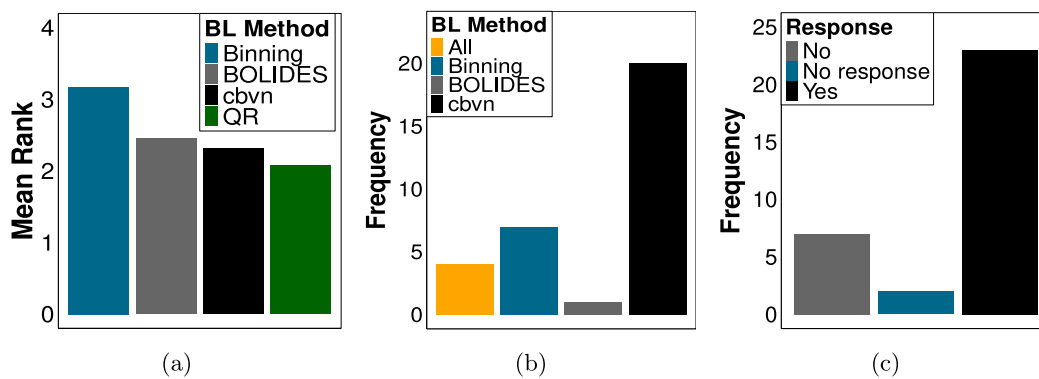 Mean Rank
4
3
2
1
0
BL Method
Binning
BOLIDES
cbvn
QR
(a)
Frequency
20
15
10
5
0
BL Method
All
Binning
BOLIDES
cbvn
(b)
Frequency
25
20
15
10
5
0
Response
No
No response
Yes
(c)